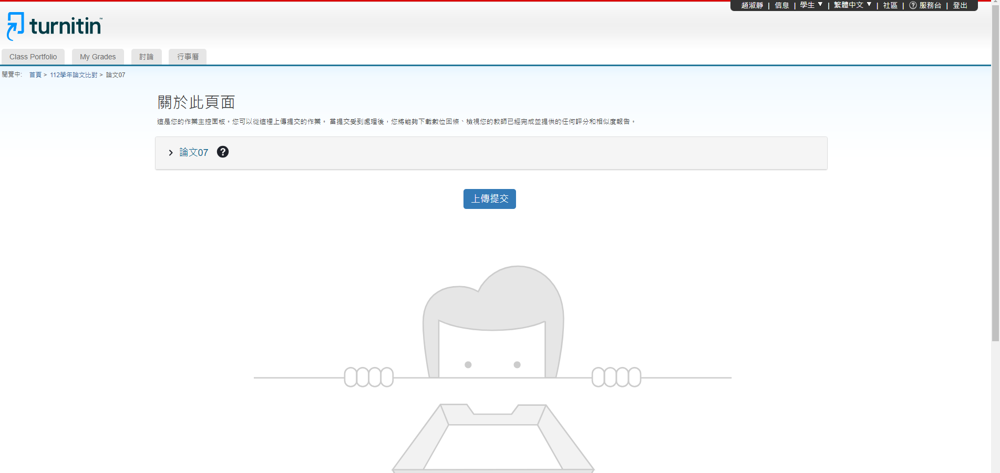 趙淑靜 | 信息 | 學生 ▼ | 繁體中文 ▼ | 社區 | ? 服務台 | 登出
turnitin™
Class Portfolio My Grades 討論 行事曆
閱覽中: 首頁 > 112學年論文比對 > 論文07
關於此頁面
這是您的作業主控面板。您可以從這裡上傳提交的作業。 當提交受到處理後，您將能夠下載數位回條、檢視您的教師已經完成並提供的任何評分和相似度報告。
> 論文07 ?
上傳提交